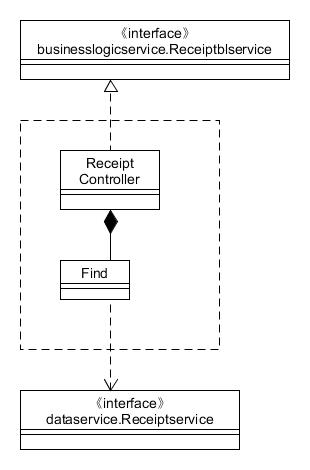 《interface》
businesslogicservice.Receiptblservice
Receipt
Controller
Find
《interface》
dataservice.Receiptservice